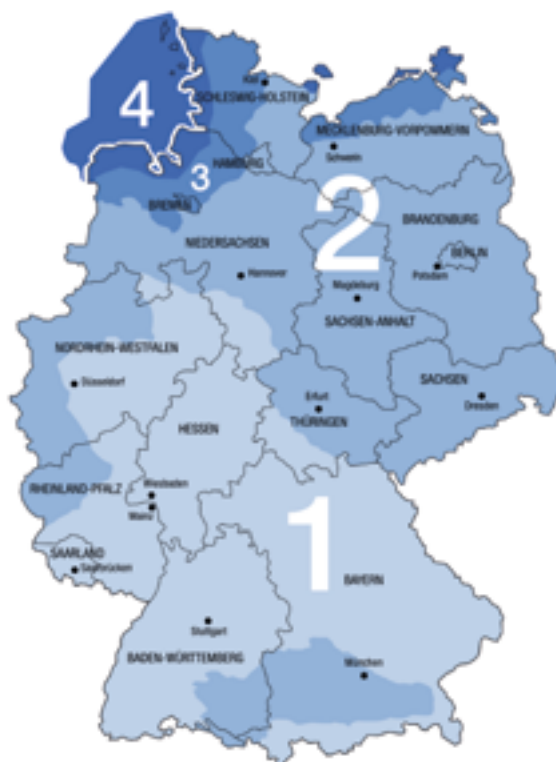 4
Kiel
SCHLESWIG-HOLSTEIN
MECKLENBURG-VORPOMMERN
Schwerin
HAMBURG
3
BREMEN
2
BRANDENBURG
NIEDERSACHSEN
BERLIN
Hannover
Potsdam
Magdeburg
SACHSEN-ANHALT
NORDRHEIN-WESTFALEN
SACHSEN
Düsseldorf
Erfurt
Dresden
THÜRINGEN
HESSEN
Wiesbaden
RHEINLAND-PFALZ
Mainz
1
SAARLAND
Saarbrücken
BAYERN
Stuttgart
BADEN-WÜRTTEMBERG
München